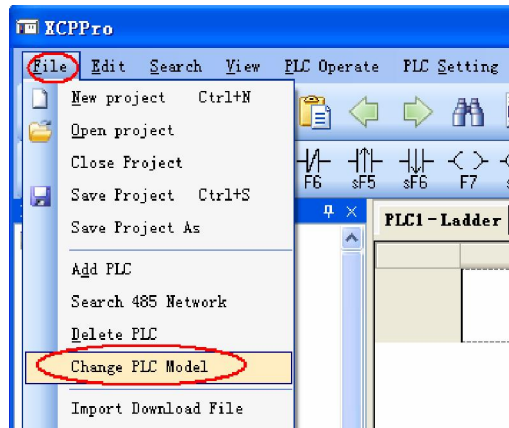 XCPPro
File Edit Search View PLC Operate PLC Setting
New project Ctrl+N
Open project
Close Project
F6 sF5 sF6 F7
Save Project Ctrl+S
Save Project As
PLC1 - Ladder
Add PLC
Search 485 Network
Delete PLC
Change PLC Model
Import Download File